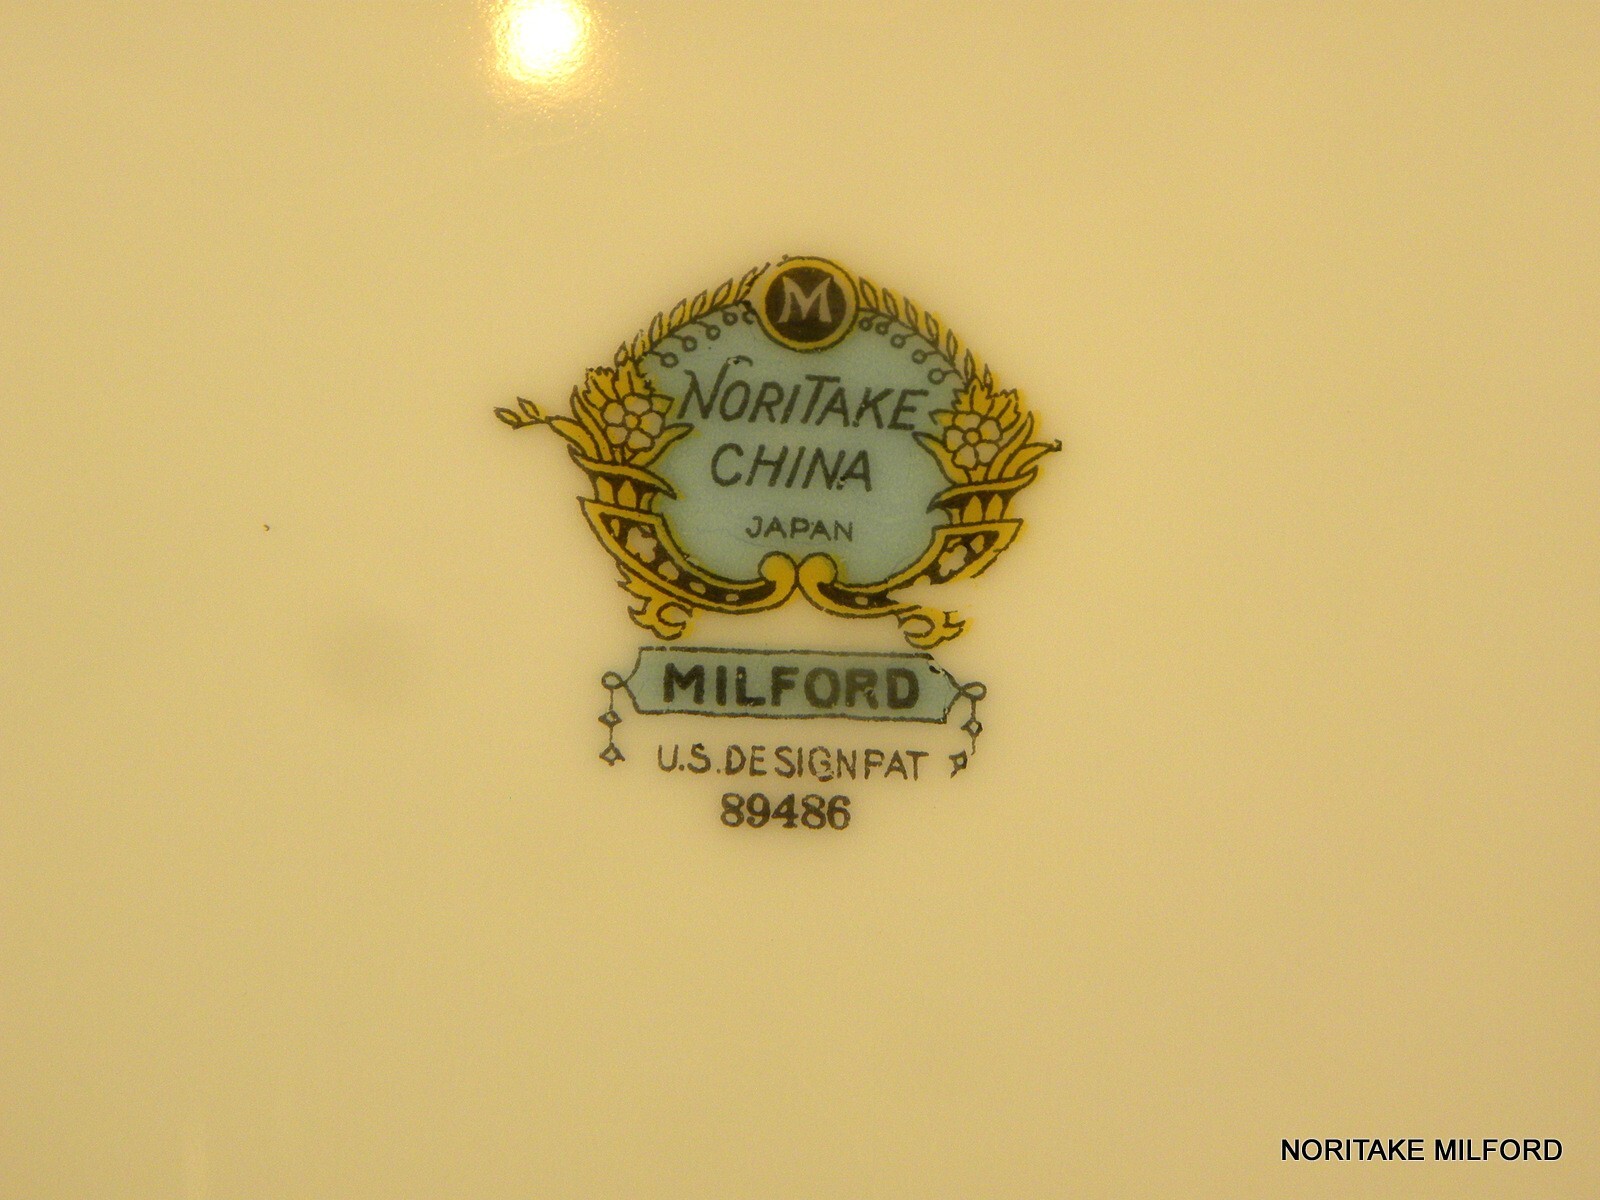 M
NORITAKE
CHINA
JAPAN
MILFORD
U.S. DESIGN PAT
89486
NORITAKE MILFORD